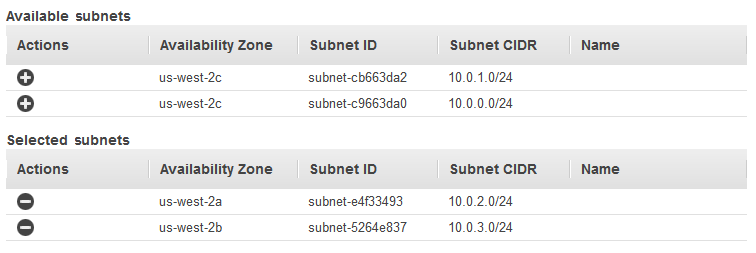 Available subnets
Actions Availability Zone Subnet ID Subnet CIDR Name
us-west-2c subnet-cb663da2 10.0.1.0/24
us-west-2c subnet-c9663da0 10.0.0.0/24
Selected subnets
Actions Availability Zone Subnet ID Subnet CIDR Name
us-west-2a subnet-e4f33493 10.0.2.0/24
us-west-2b subnet-5264e837 10.0.3.0/24